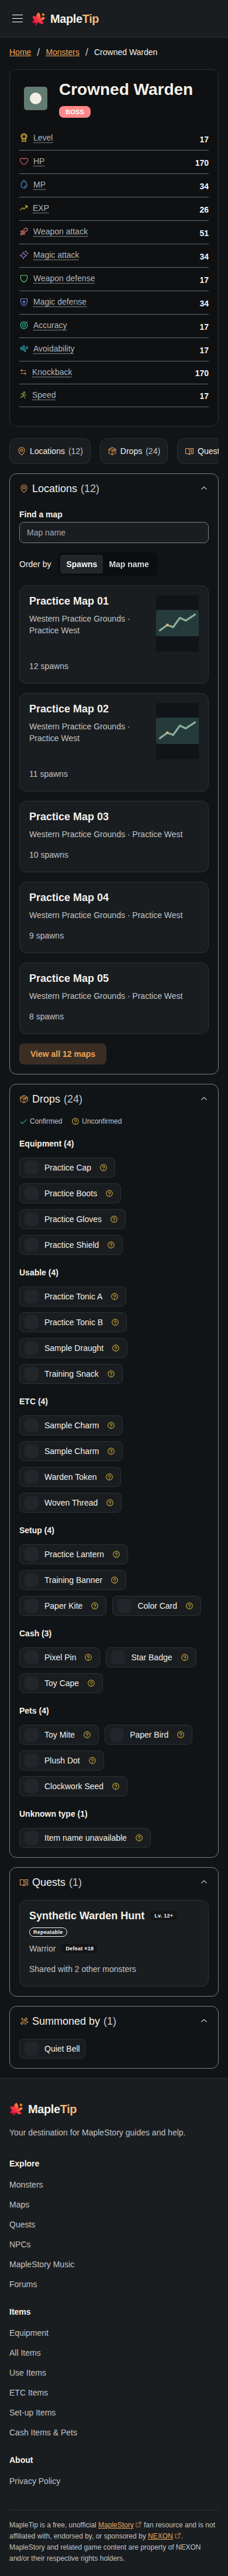 MapleTip
Home / Monsters / Crowned Warden
Crowned Warden
BOSS
Level 17
HP 170
MP 34
EXP 26
Weapon attack 51
Magic attack 34
Weapon defense 17
Magic defense 34
Accuracy 17
Avoidability 17
Knockback 170
Speed 17
Locations (12) Drops (24) Quest
Locations (12)
Find a map
Map name
Order by Spawns Map name
Practice Map 01
Western Practice Grounds ·
Practice West
12 spawns
Practice Map 02
Western Practice Grounds ·
Practice West
11 spawns
Practice Map 03
Western Practice Grounds · Practice West
10 spawns
Practice Map 04
Western Practice Grounds · Practice West
9 spawns
Practice Map 05
Western Practice Grounds · Practice West
8 spawns
View all 12 maps
Drops (24)
Confirmed Unconfirmed
Equipment (4)
Practice Cap
Practice Boots
Practice Gloves
Practice Shield
Usable (4)
Practice Tonic A
Practice Tonic B
Sample Draught
Training Snack
ETC (4)
Sample Charm
Sample Charm
Warden Token
Woven Thread
Setup (4)
Practice Lantern
Training Banner
Paper Kite Color Card
Cash (3)
Pixel Pin Star Badge
Toy Cape
Pets (4)
Toy Mite Paper Bird
Plush Dot
Clockwork Seed
Unknown type (1)
Item name unavailable
Quests (1)
Synthetic Warden Hunt Lv. 12+
Repeatable
Warrior Defeat ×18
Shared with 2 other monsters
Summoned by (1)
Quiet Bell
MapleTip
Your destination for MapleStory guides and help.
Explore
Monsters
Maps
Quests
NPCs
MapleStory Music
Forums
Items
Equipment
All Items
Use Items
ETC Items
Set-up Items
Cash Items & Pets
About
Privacy Policy
MapleTip is a free, unofficial MapleStory fan resource and is not
affiliated with, endorsed by, or sponsored by NEXON.
MapleStory and related game content are property of NEXON
and/or their respective rights holders.